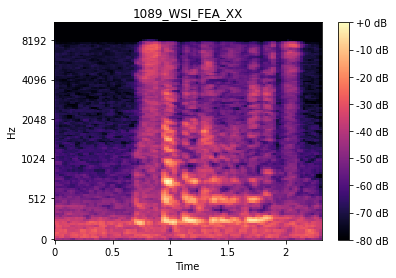 1089_WSI_FEA_XX
8192
4096
2048
1024
512
0
Hz
0 0.5 1 1.5 2
Time
+0 dB
-10 dB
-20 dB
-30 dB
-40 dB
-50 dB
-60 dB
-70 dB
-80 dB